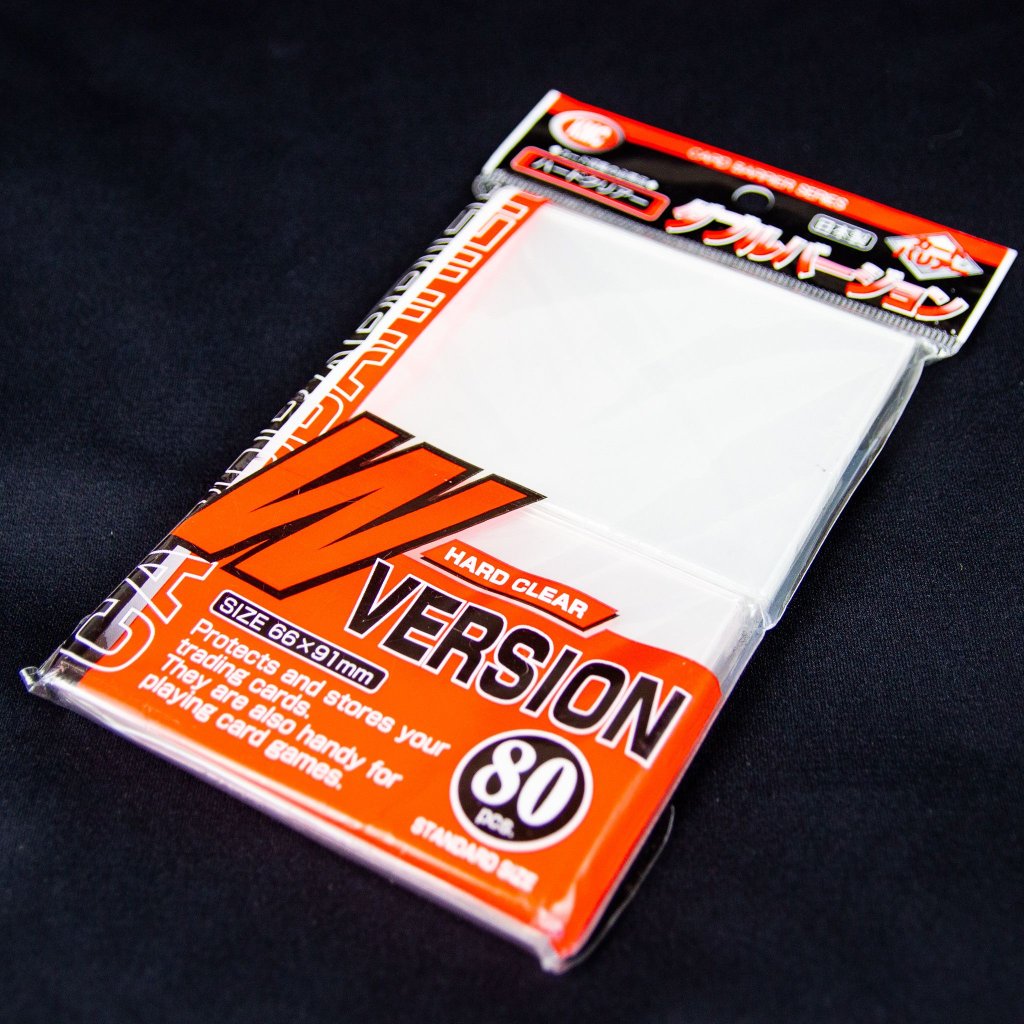 KMC
CARD BARRIER SERIES
ハードクリアー
日本製
ダブルバージョン
W
HARD CLEAR
VERSION
SIZE 66×91mm
Protects and stores your
trading cards.
They are also handy for
playing card games.
80
pcs.
STANDARD SIZE